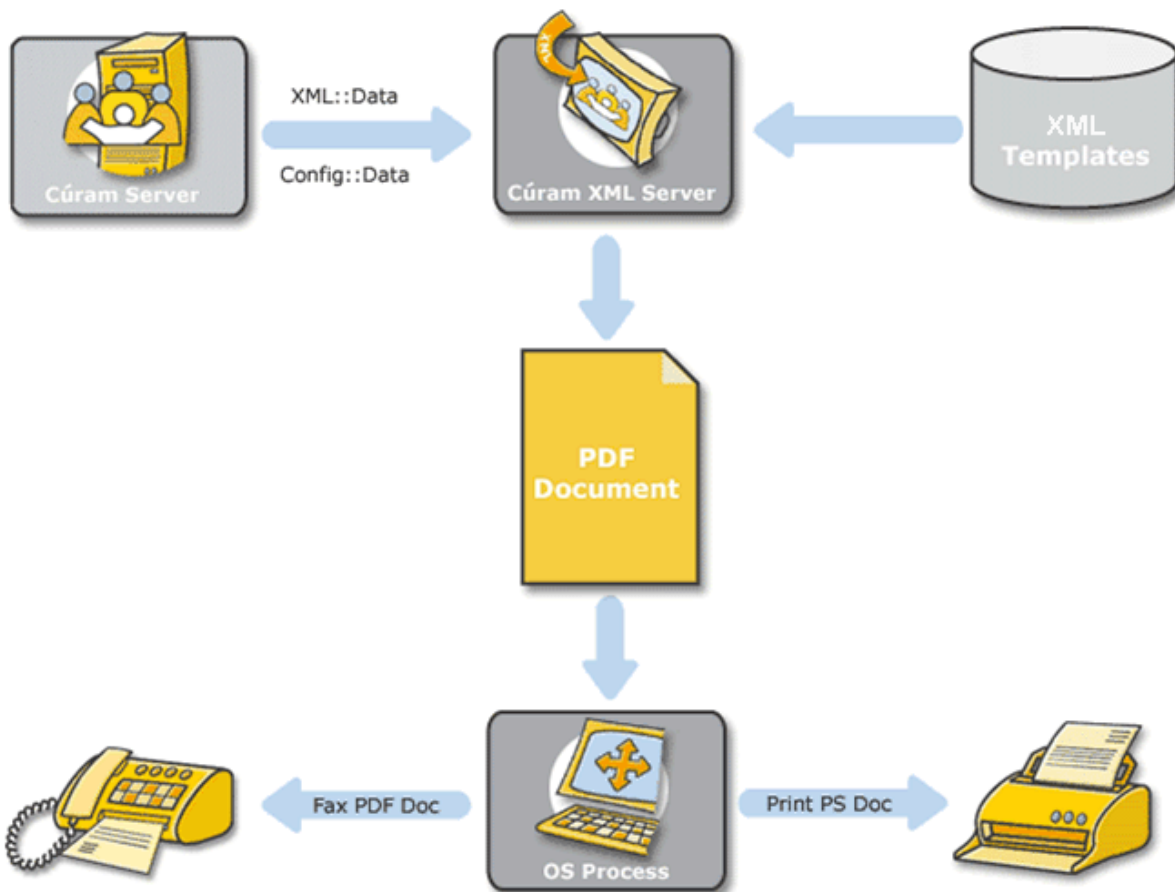 XML::Data
Config::Data
Cúram Server
XML
Cúram XML Server
XML
Templates
PDF
Document
Fax PDF Doc
Print PS Doc
OS Process